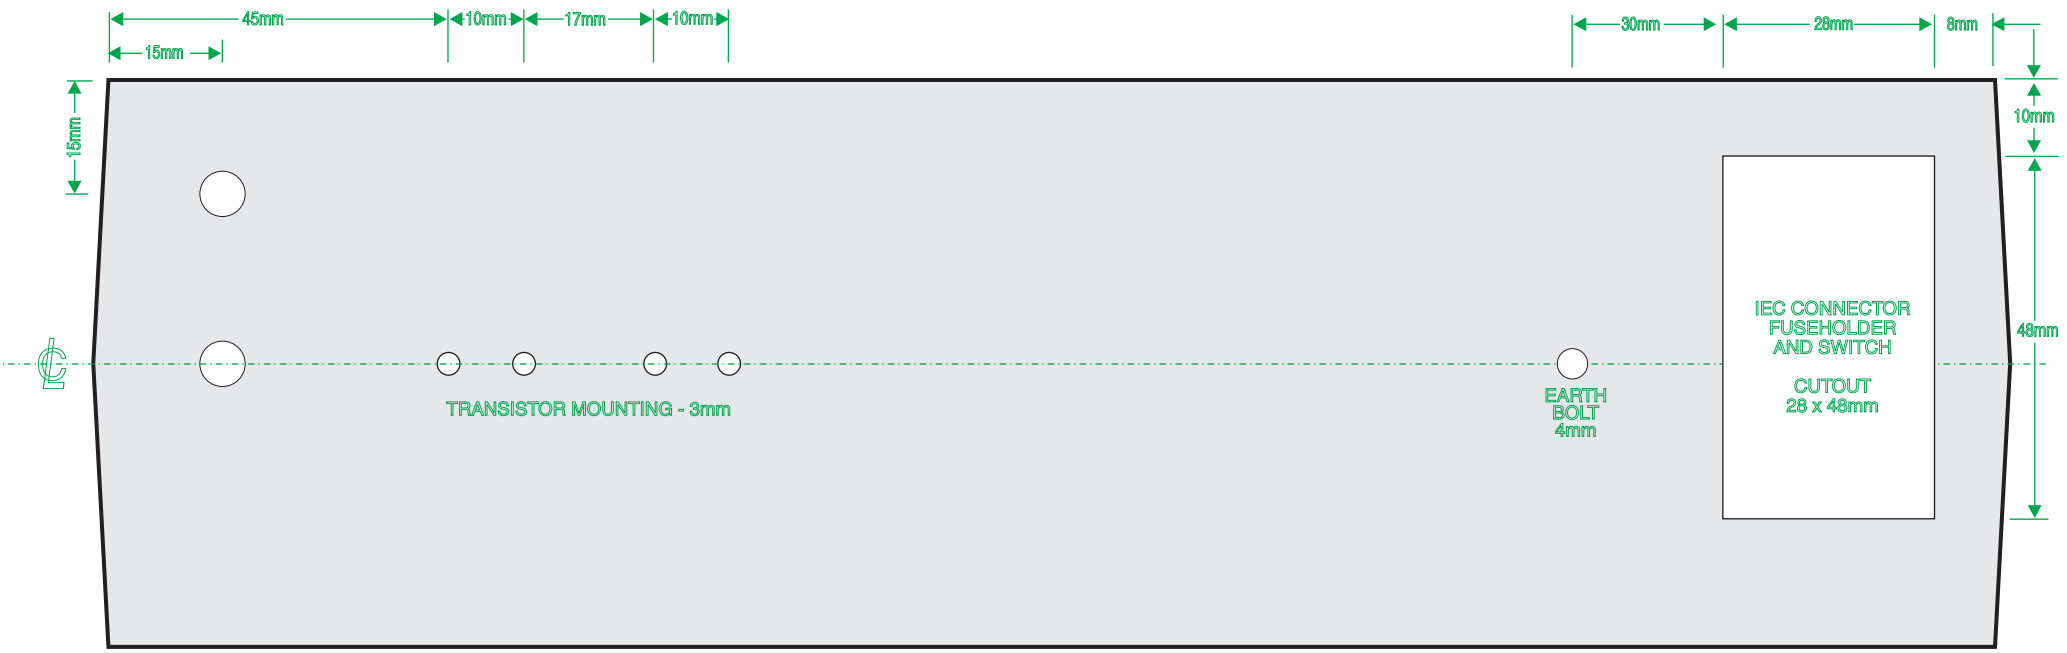 45mm
10mm
17mm
10mm
30mm
28mm
8mm
15mm
15mm
10mm
48mm
IEC CONNECTOR
FUSEHOLDER
AND SWITCH
CUTOUT
28 x 48mm
℄
TRANSISTOR MOUNTING - 3mm
EARTH
BOLT
4mm